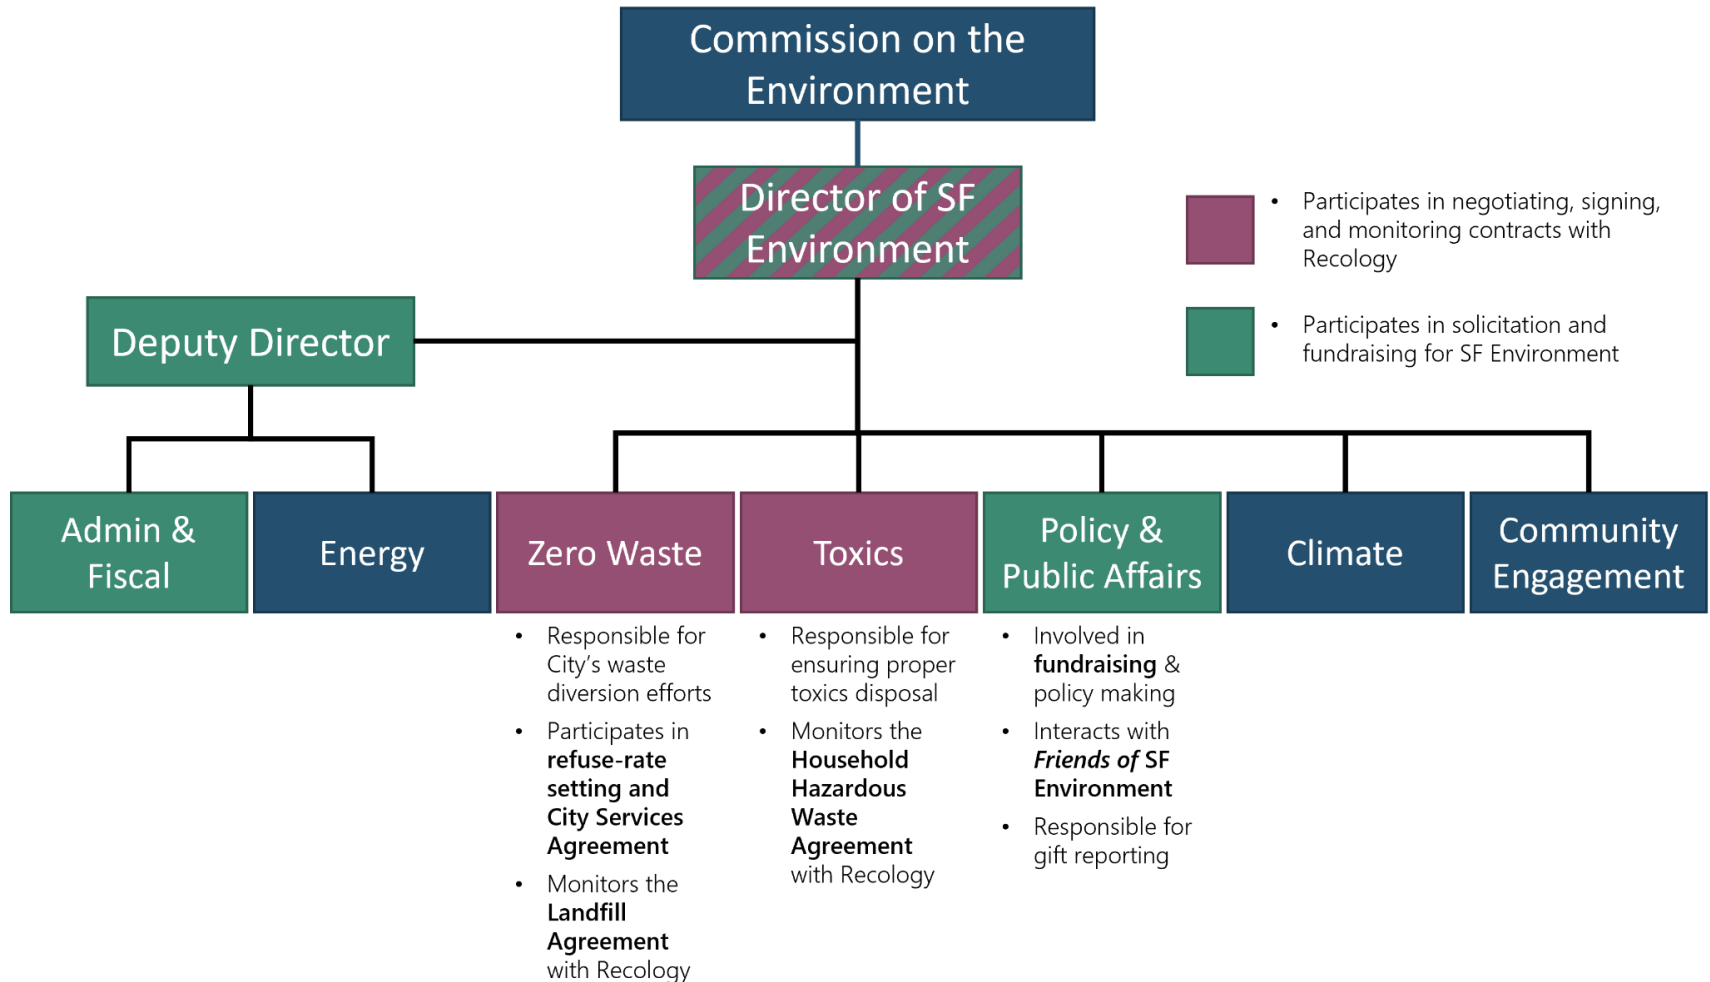 Commission on the
Environment
Director of SF
Environment
• Participates in negotiating, signing,
and monitoring contracts with
Recology
• Participates in solicitation and
fundraising for SF Environment
Deputy Director
Admin &
Fiscal
Energy
Zero Waste
Toxics
Policy &
Public Affairs
Climate
Community
Engagement
• Responsible for
City’s waste
diversion efforts
• Participates in
refuse-rate
setting and
City Services
Agreement
• Monitors the
Landfill
Agreement
with Recology
• Responsible for
ensuring proper
toxics disposal
• Monitors the
Household
Hazardous
Waste
Agreement
with Recology
• Involved in
fundraising &
policy making
• Interacts with
Friends of SF
Environment
• Responsible for
gift reporting